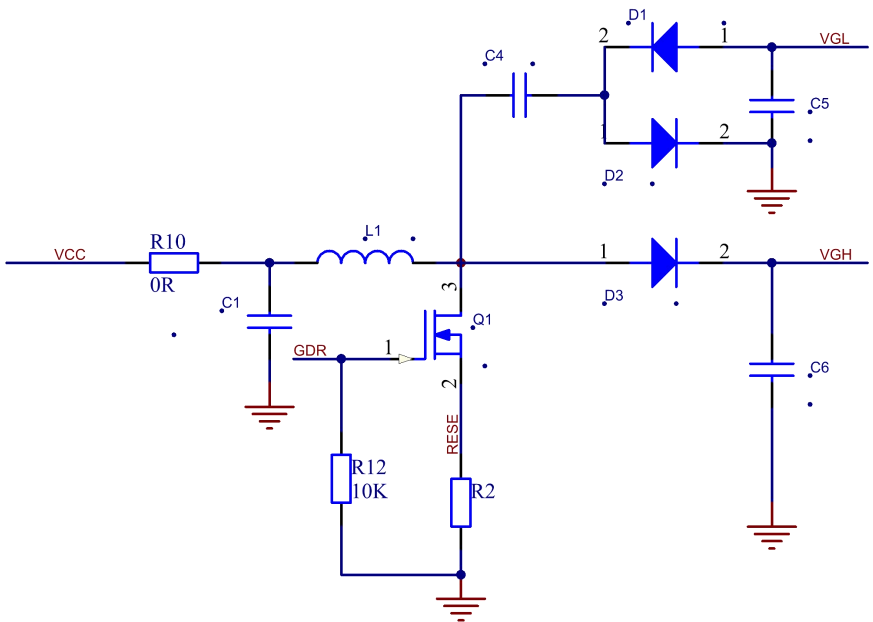 D1
2
1
VGL
C4
C5
1
2
D2
VCC
R10
0R
L1
1
2
VGH
D3
C1
3
Q1
GDR
1
2
C6
RESE
R12
10K
R2